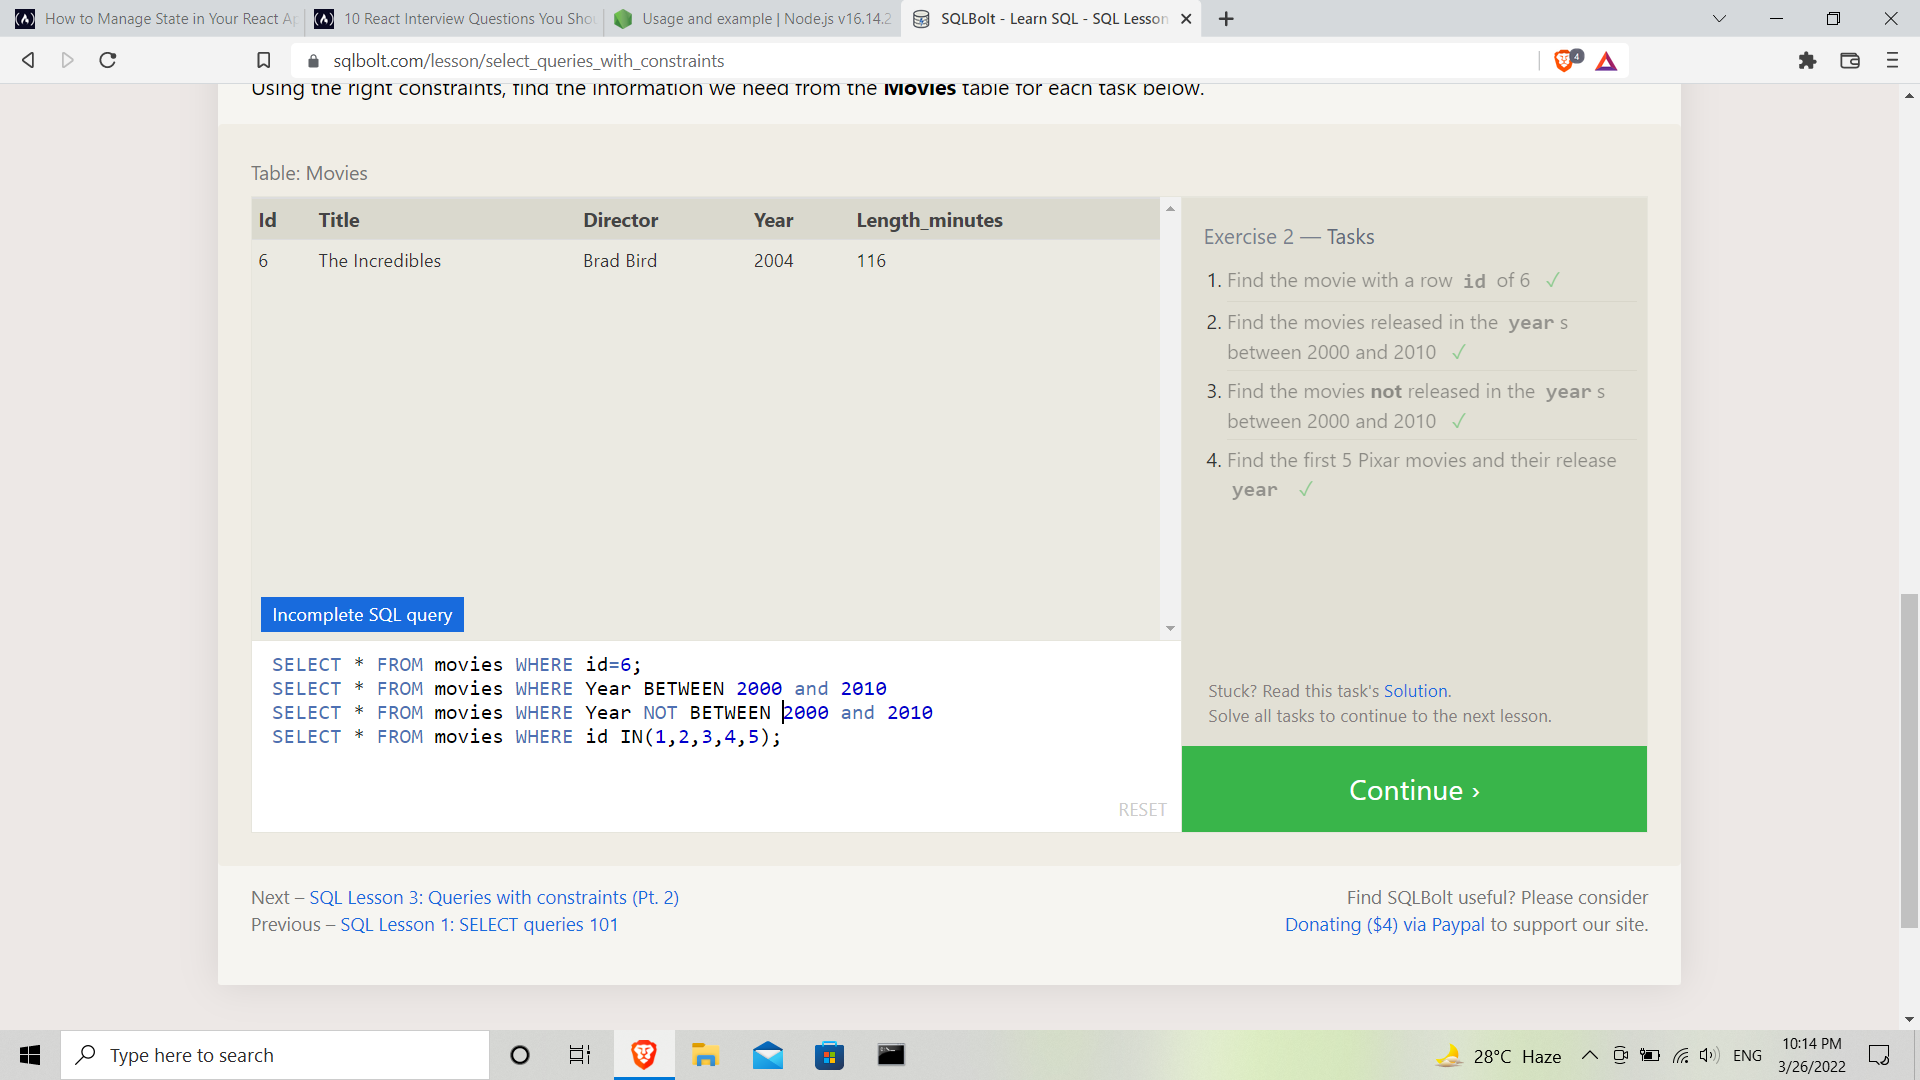 How to Manage State in Your React Ap
10 React Interview Questions You Shou
Usage and example | Node.js v16.14.2
SQLBolt - Learn SQL - SQL Lesson
sqlbolt.com/lesson/select_queries_with_constraints
4
Using the right constraints, find the information we need from the Movies table for each task below.
Table: Movies
Id Title Director Year Length_minutes
6 The Incredibles Brad Bird 2004 116
Incomplete SQL query
SELECT * FROM movies WHERE id=6;
SELECT * FROM movies WHERE Year BETWEEN 2000 and 2010
SELECT * FROM movies WHERE Year NOT BETWEEN 2000 and 2010
SELECT * FROM movies WHERE id IN(1,2,3,4,5);
RESET
Exercise 2 — Tasks
1. Find the movie with a row id of 6 ✓
2. Find the movies released in the year s
between 2000 and 2010 ✓
3. Find the movies not released in the year s
between 2000 and 2010 ✓
4. Find the first 5 Pixar movies and their release
year ✓
Stuck? Read this task's Solution.
Solve all tasks to continue to the next lesson.
Continue ›
Next – SQL Lesson 3: Queries with constraints (Pt. 2)
Previous – SQL Lesson 1: SELECT queries 101
Find SQLBolt useful? Please consider
Donating ($4) via Paypal to support our site.
Type here to search
28°C Haze
ENG
10:14 PM
3/26/2022